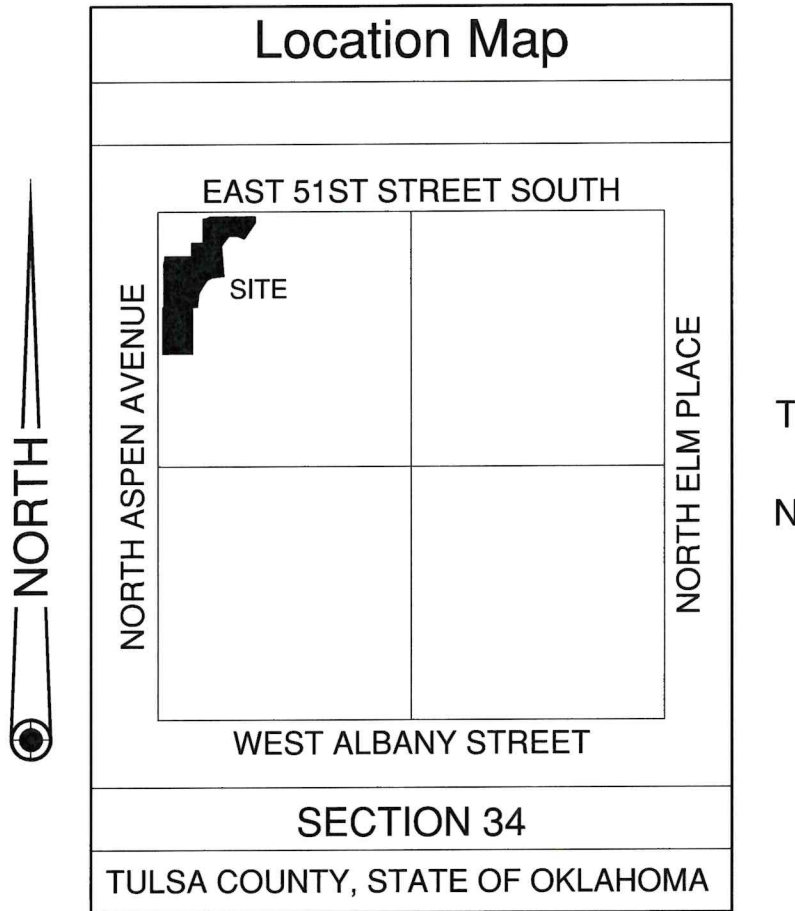 Location Map
EAST 51ST STREET SOUTH
SITE
NORTH ASPEN AVENUE
NORTH ELM PLACE
NORTH
T
N
WEST ALBANY STREET
SECTION 34
TULSA COUNTY, STATE OF OKLAHOMA